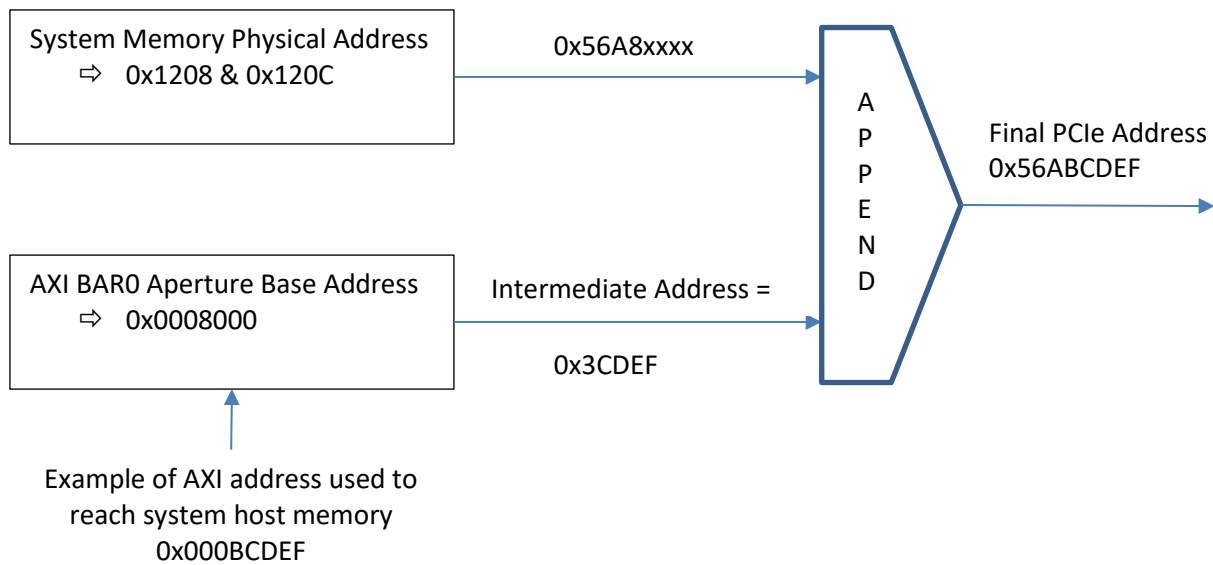 System Memory Physical Address
⇨ 0x1208 & 0x120C
0x56A8xxxx
A
P
P
E
N
D
Final PCIe Address
0x56ABCDEF
AXI BAR0 Aperture Base Address
⇨ 0x0008000
Intermediate Address =
0x3CDEF
Example of AXI address used to
reach system host memory
0x000BCDEF